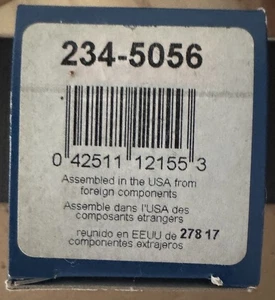 234-5056
0 42511 12155 3
Assembled in the USA from
foreign components
Assemble dans l'USA des
composants etrangers
reunido en EEUU de 278 17
componentes extrajeros